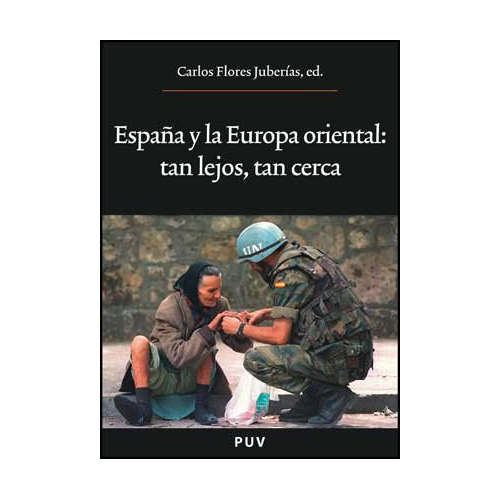 Carlos Flores Juberías, ed.
España y la Europa oriental:
tan lejos, tan cerca
UN
PUV